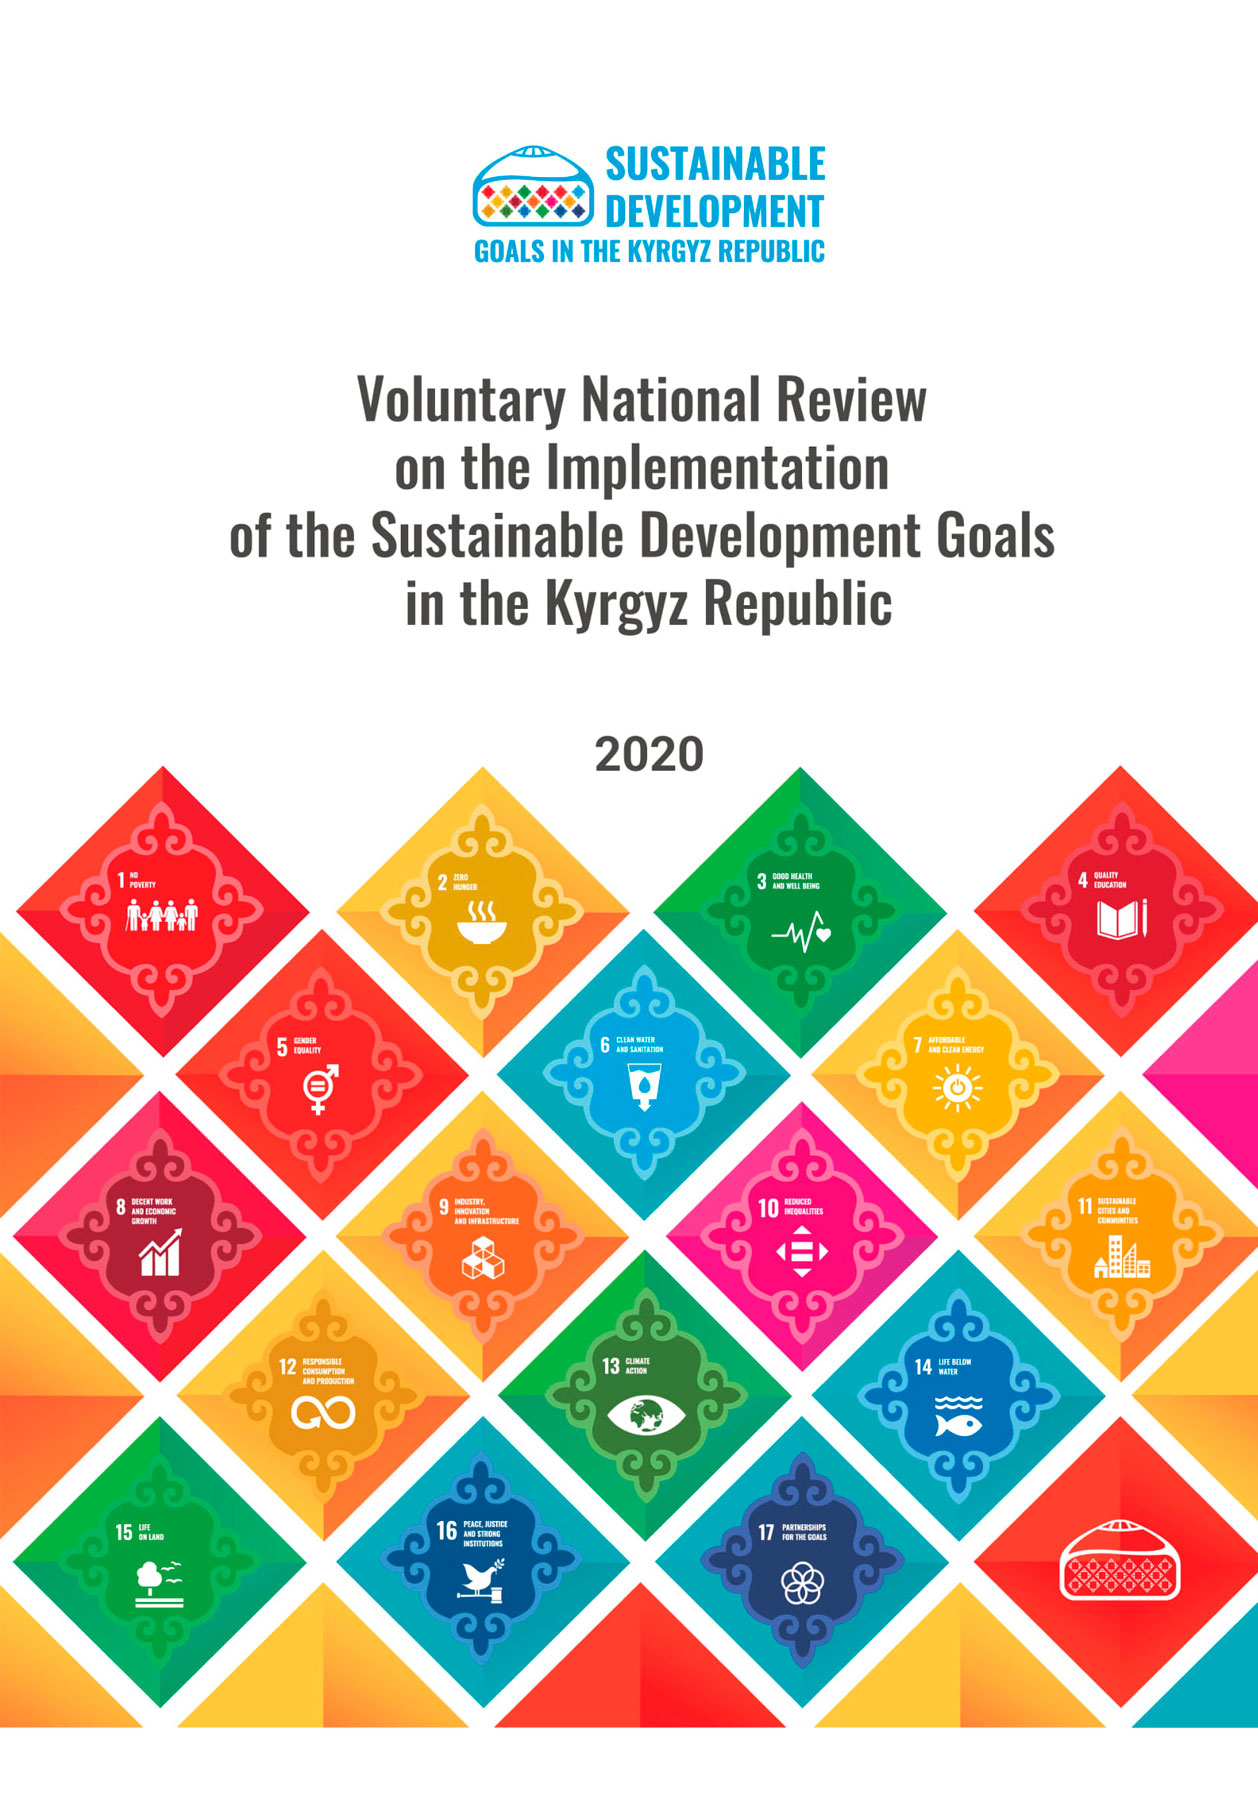 SUSTAINABLE
DEVELOPMENT
GOALS IN THE KYRGYZ REPUBLIC
Voluntary National Review
on the Implementation
of the Sustainable Development Goals
in the Kyrgyz Republic
2020
1 NO
POVERTY
2 ZERO
HUNGER
3 GOOD HEALTH
AND WELL BEING
4 QUALITY
EDUCATION
5 GENDER
EQUALITY
6 CLEAN WATER
AND SANITATION
7 AFFORDABLE
AND CLEAN ENERGY
8 DECENT WORK
AND ECONOMIC
GROWTH
9 INDUSTRY,
INNOVATION
AND INFRASTRUCTURE
10 REDUCED
INEQUALITIES
11 SUSTAINABLE
CITIES AND
COMMUNITIES
12 RESPONSIBLE
CONSUMPTION
AND PRODUCTION
13 CLIMATE
ACTION
14 LIFE BELOW
WATER
15 LIFE
ON LAND
16 PEACE, JUSTICE
AND STRONG
INSTITUTIONS
17 PARTNERSHIPS
FOR THE GOALS